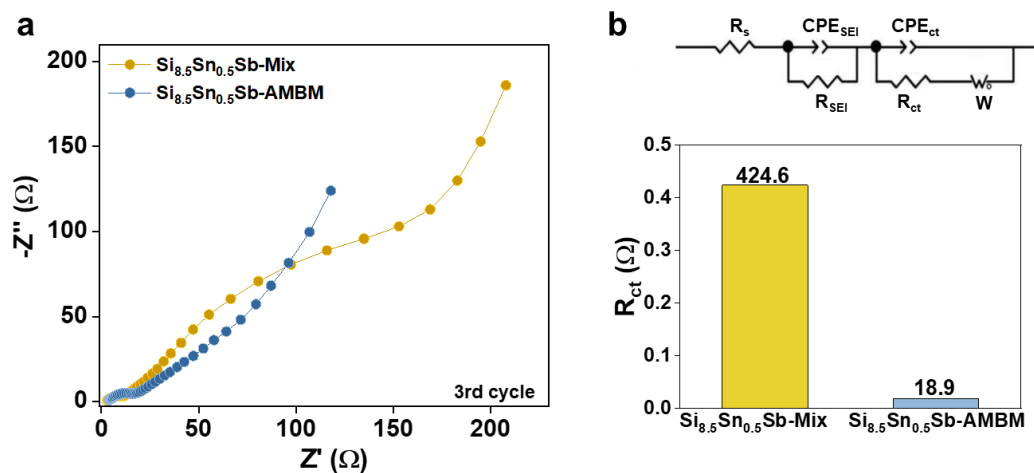 a
Si8.5Sn0.5Sb-Mix
Si8.5Sn0.5Sb-AMBM
200
150
100
50
0
-Z'' (Ω)
3rd cycle
0
50
100
150
200
Z' (Ω)
b
Rs
CPESEI
CPEct
RSEI
Rct
W
o
0.5
0.4
0.3
0.2
0.1
0.0
Rct (Ω)
424.6
18.9
Si8.5Sn0.5Sb-Mix
Si8.5Sn0.5Sb-AMBM